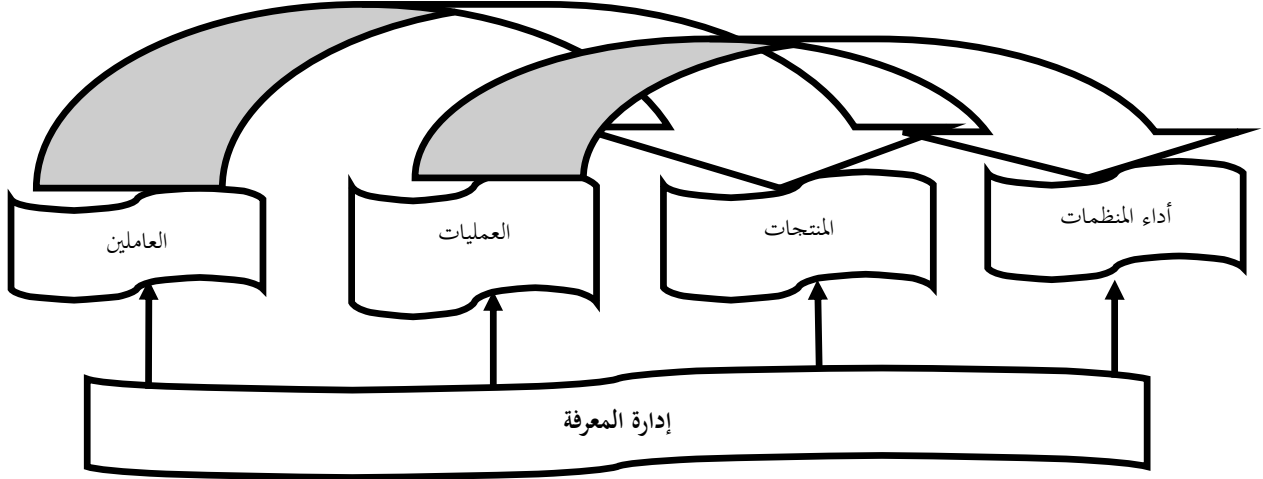 أداء المنظمات
المنتجات
العمليات
العاملين
إدارة المعرفة